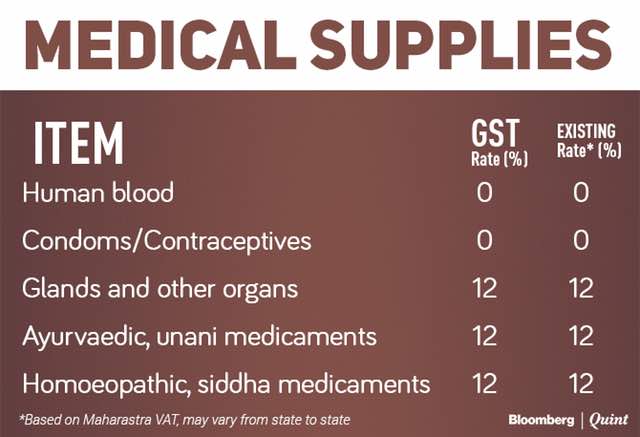 MEDICAL SUPPLIES
ITEM GST Rate (%) EXISTING Rate* (%)
Human blood 0 0
Condoms/Contraceptives 0 0
Glands and other organs 12 12
Ayurvaedic, unani medicaments 12 12
Homoeopathic, siddha medicaments 12 12
*Based on Maharastra VAT, may vary from state to state
Bloomberg | Quint